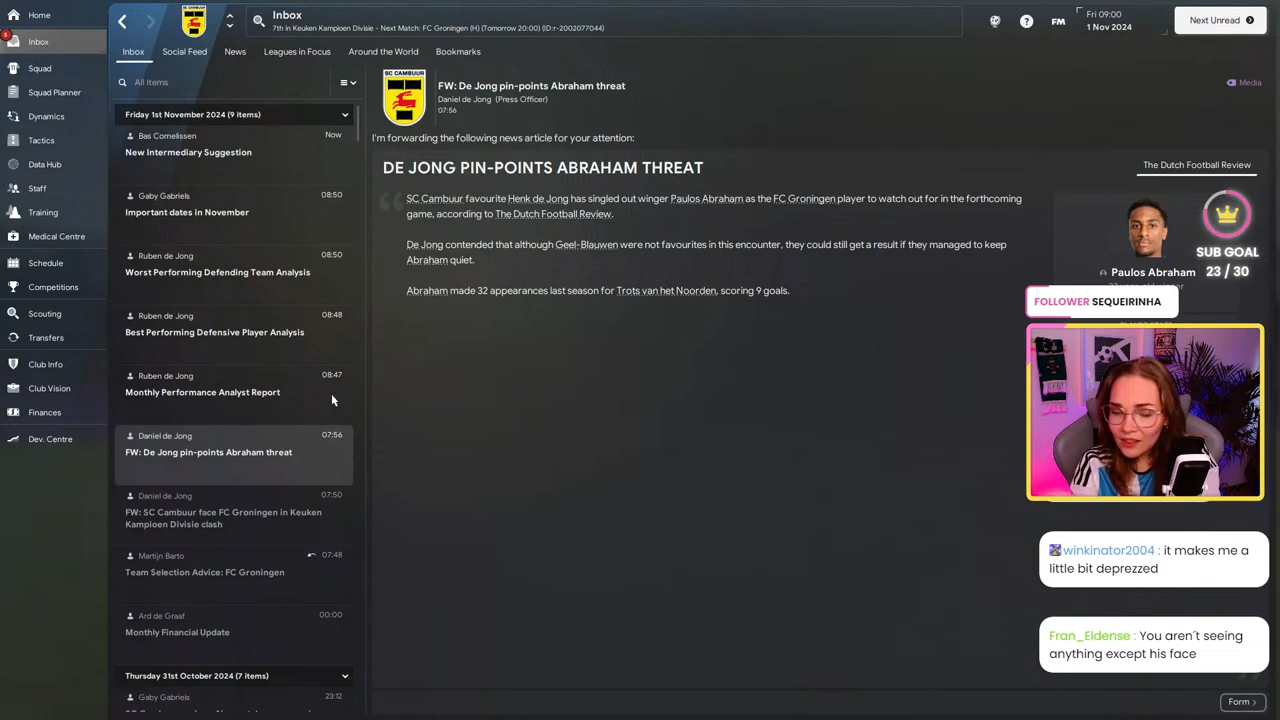 Home
5
Inbox
Squad
Squad Planner
Dynamics
Tactics
Data Hub
Staff
Training
Medical Centre
Schedule
Competitions
Scouting
Transfers
Club Info
Club Vision
Finances
Dev. Centre
SC CAMBUUR
Inbox
7th in Keuken Kampioen Divisie - Next Match: FC Groningen (H) (Tomorrow 20:00) (ID:r-2002077044)
?
FM
Fri 09:00
1 Nov 2024
Next Unread
Inbox
Social Feed
News
Leagues in Focus
Around the World
Bookmarks
All Items
Friday 1st November 2024 (9 items)
Bas Cornelissen
Now
New Intermediary Suggestion
Gaby Gabriels
08:50
Important dates in November
Ruben de Jong
08:50
Worst Performing Defending Team Analysis
Ruben de Jong
08:48
Best Performing Defensive Player Analysis
Ruben de Jong
08:47
Monthly Performance Analyst Report
Daniel de Jong
07:56
FW: De Jong pin-points Abraham threat
Daniel de Jong
07:50
FW: SC Cambuur face FC Groningen in Keuken
Kampioen Divisie clash
Martijn Barto
07:48
Team Selection Advice: FC Groningen
Ard de Graaf
00:00
Monthly Financial Update
Thursday 31st October 2024 (7 items)
Gaby Gabriels
23:12
SC CAMBUUR
FW: De Jong pin-points Abraham threat
Daniel de Jong (Press Officer)
07:56
Media
I'm forwarding the following news article for your attention:
DE JONG PIN-POINTS ABRAHAM THREAT
The Dutch Football Review
SC Cambuur favourite Henk de Jong has singled out winger Paulos Abraham as the FC Groningen player to watch out for in the forthcoming
game, according to The Dutch Football Review.
De Jong contended that although Geel-Blauwen were not favourites in this encounter, they could still get a result if they managed to keep
Abraham quiet.
Abraham made 32 appearances last season for Trots van het Noorden, scoring 9 goals.
Paulos Abraham
SUB GOAL
23 / 30
FOLLOWER SEQUEIRINHA
winkinator2004 : it makes me a
little bit deprezzed
Fran_Eldense : You aren´t seeing
anything except his face
Form